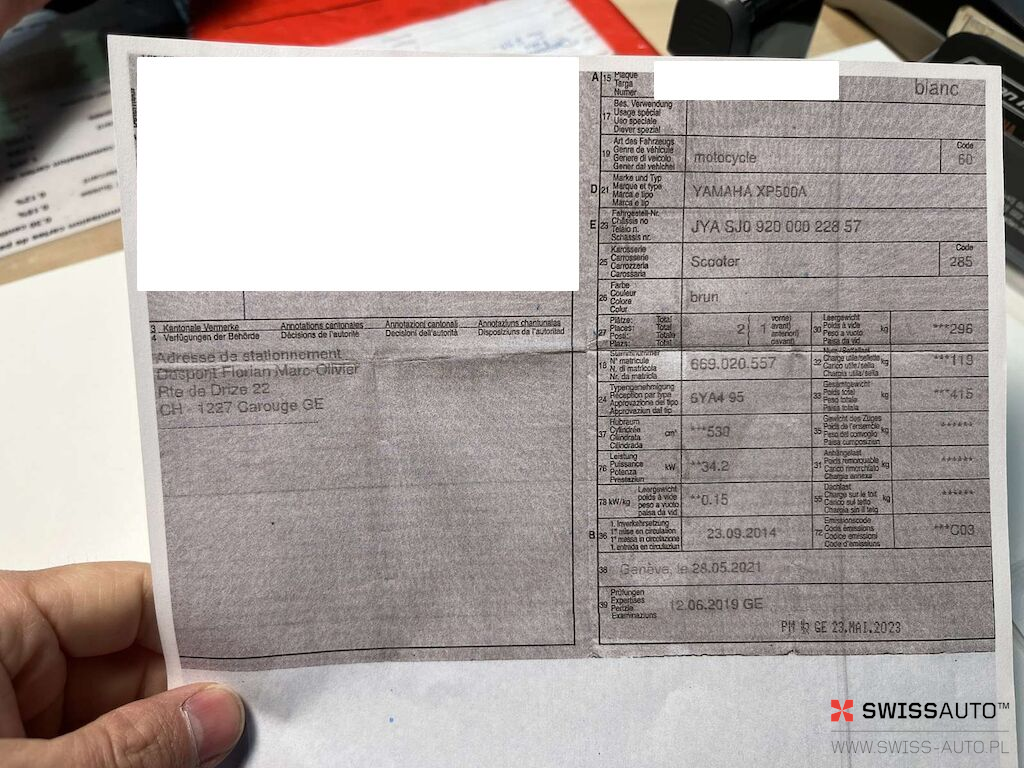 A 15 Plaque
Targa
Numer
blanc
17 Bes. Verwendung
Usage spécial
Uso speciale
Diever spezial
19 Art des Fahrzeugs
Genre de véhicule
Genere di veicolo
Gener dal vehichel
motocycle
Code
60
D 21 Marke und Typ
Marque et type
Marca e tipo
Marca e tip
YAMAHA XP500A
E 23 Fahrgestell-Nr.
Châssis no
Telaio n.
Schassis nr.
JYA SJ0 920 000 228 57
25 Karosserie
Carrosserie
Carrozzeria
Carossaria
Scooter
Code
285
26 Farbe
Couleur
Colore
Colur
brun
27 Plätze: Total
Places: Total
Posti: Totale
Plazs: Total
2 1
vorne)
avant)
anteriori)
davant)
30 Leergewicht
Poids à vide
Peso a vuoto
Paisa da vid
kg
***296
3 Kantonale Vermerke Annotations cantonales Annotazioni cantonali Annotaziuns chantunalas
4 Verfügungen der Behörde Décisions de l'autorité Decisioni dell'autorità Disposiziuns da l'autoritad
Adresse de stationnement
Despont Florian Marc-Olivier
Rte de Drize 22
CH - 1227 Carouge GE
18 Stammnummer
N° matricule
N. di matricola
Nr. da matricla
669.020.557
32 Nutz-/Sattellast
Charge utile/sellette
Carico utile/sella
Chargia utila/sella
kg
***119
24 Typengenehmigung
Réception par type
Approvazione del tipo
Approvaziun dal tip
6YA4 95
33 Gesamtgewicht
Poids total
Peso totale
Paisa totala
kg
***415
37 Hubraum
Cylindrée
Cilindrata
Cilindrada
cm³
***530
35 Gewicht des Zuges
Poids de l'ensemble
Peso del convoglio
Paisa cumposiziun
kg
******
76 Leistung
Puissance
Potenza
Prestaziun
kW
**34.2
31 Anhängelast
Poids remorquable
Carico rimorchiato
Chargia annexa
kg
******
78 kW/kg Leergewicht
poids à vide
peso a vuoto
paisa da vid
**0.15
55 Dachlast
Charge sur le toit
Carico sul tetto
Chargia sin il tetg
kg
******
B 36 1. Inverkehrsetzung
1re mise en circulation
1a messa in circolazione
1. entrada en circulaziun
23.09.2014
72 Emissionscode
Code émissions
Codice emissioni
Code d'emissiuns
***C03
38 Genève, le 28.05.2021
39 Prüfungen
Expertises
Perizie
Examinaziuns
12.06.2019 GE
GE 23.MAI.2023
SWISSAUTO™
WWW.SWISS-AUTO.PL